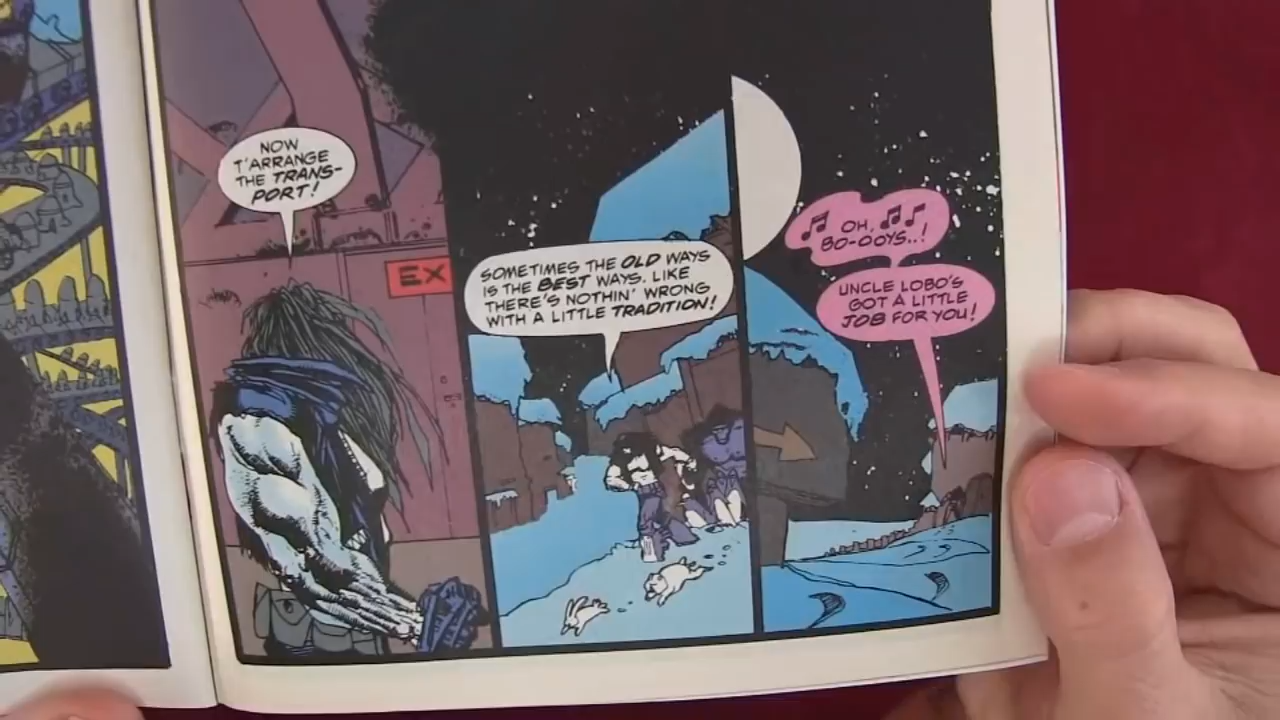 NOW
T'ARRANGE
THE TRANS-
PORT!
EX
SOMETIMES THE OLD WAYS
IS THE BEST WAYS. LIKE
THERE'S NOTHIN' WRONG
WITH A LITTLE TRADITION!
OH,
BO-OOYS..!
UNCLE LOBO'S
GOT A LITTLE
JOB FOR YOU!